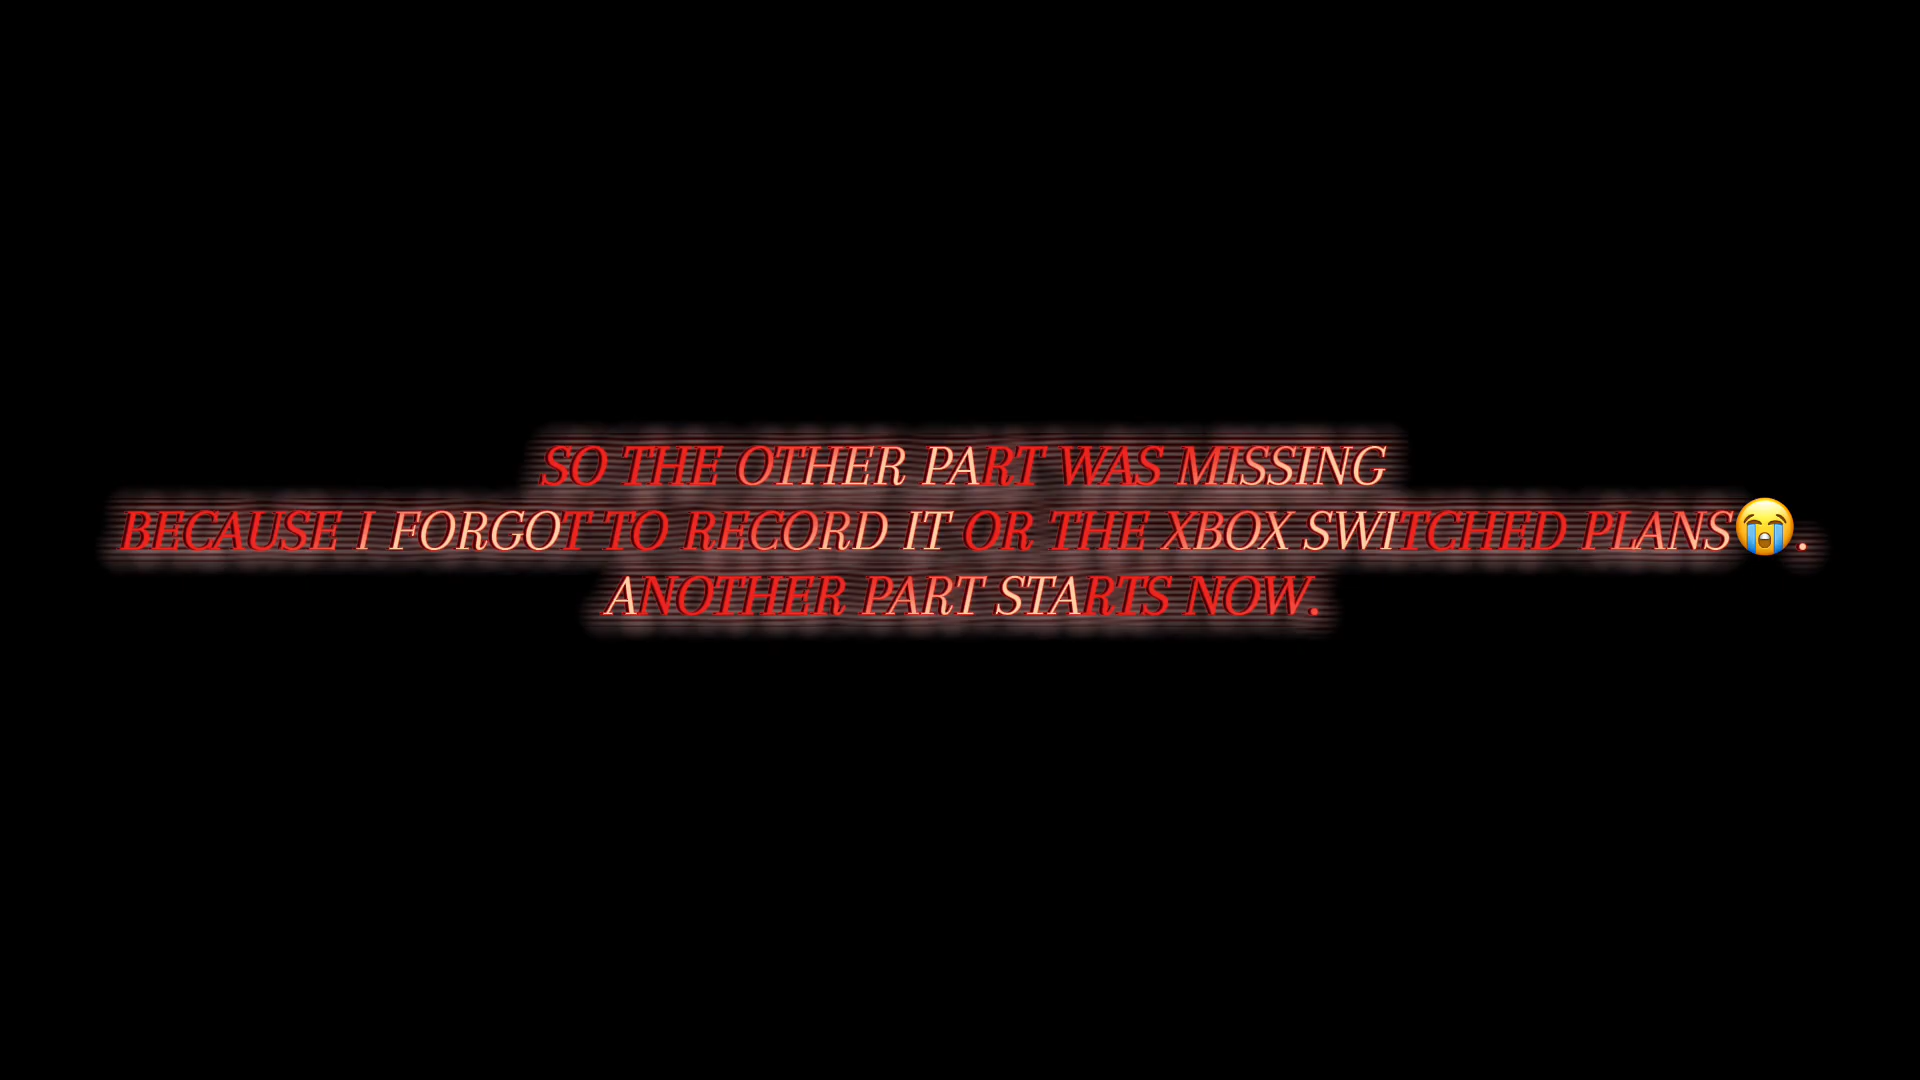 SO THE OTHER PART WAS MISSING
BECAUSE I FORGOT TO RECORD IT OR THE XBOX SWITCHED PLANS😭.
ANOTHER PART STARTS NOW.